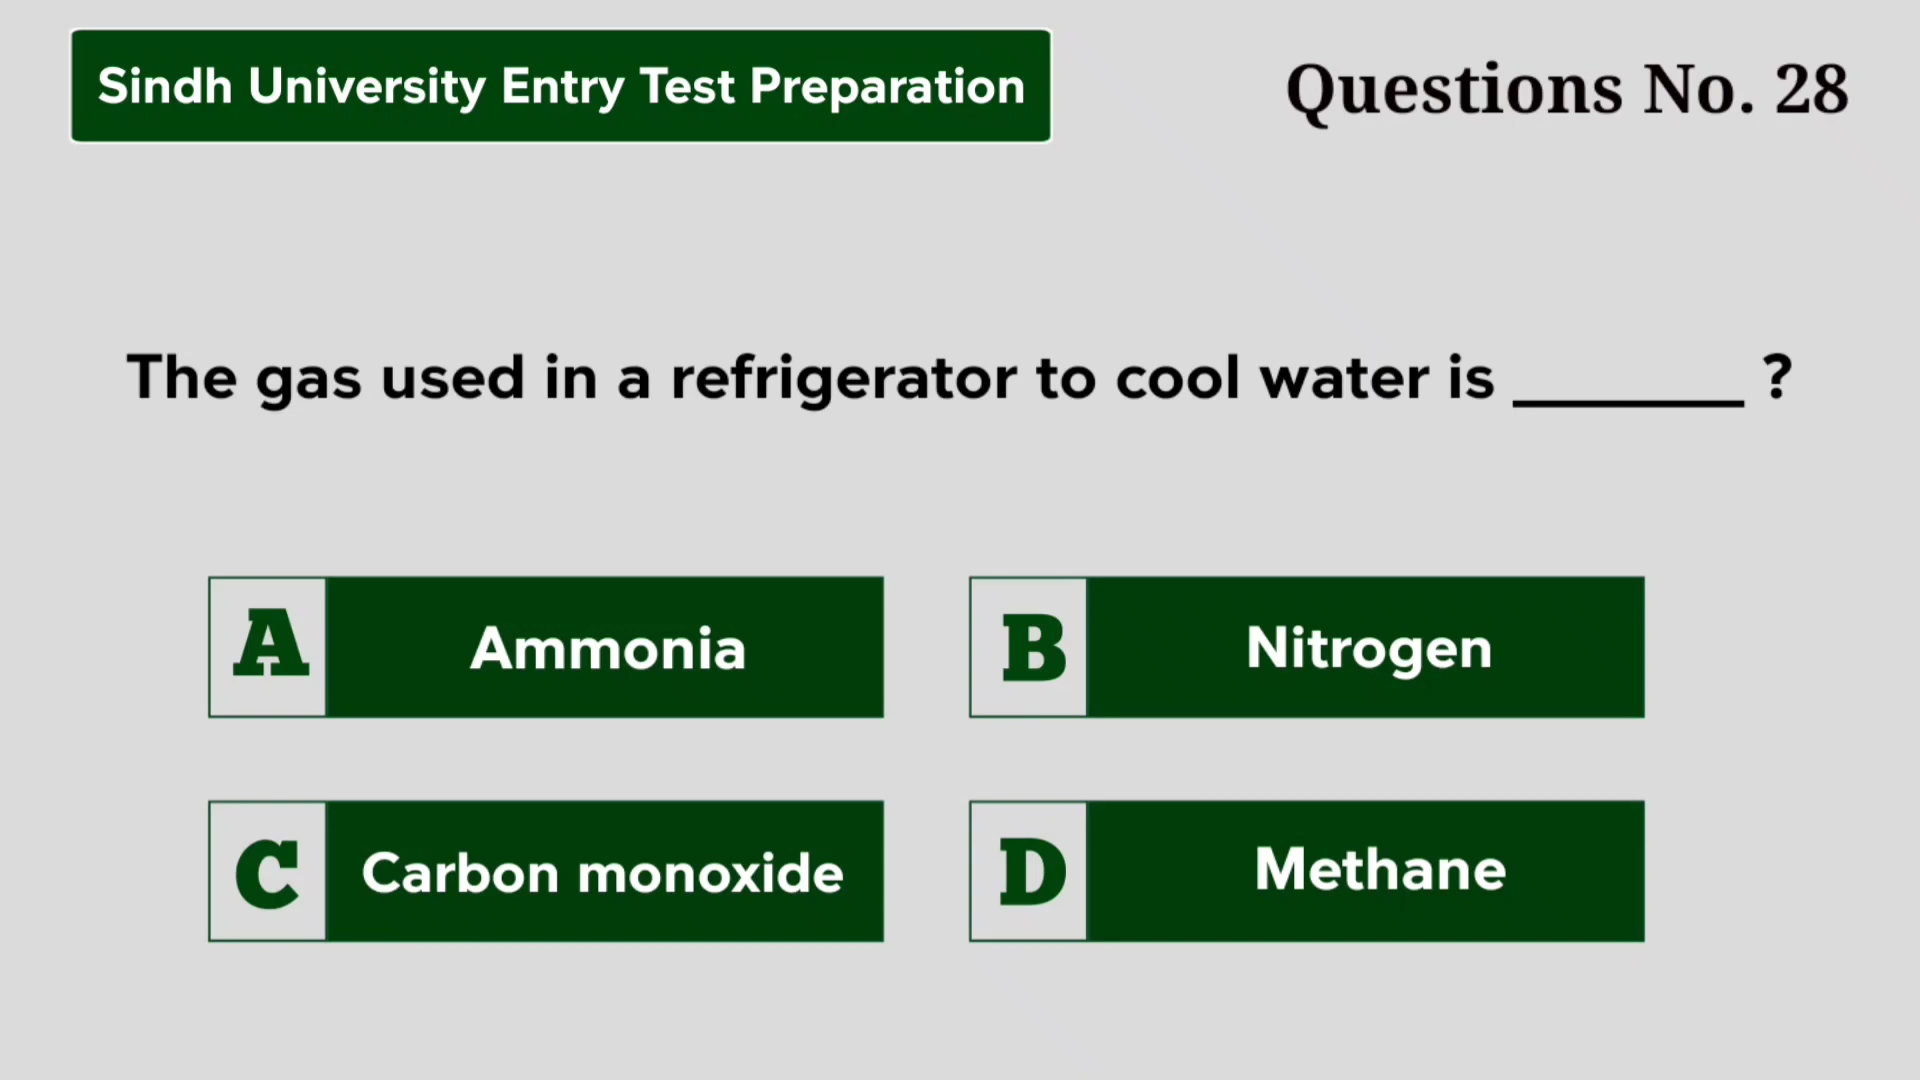 Sindh University Entry Test Preparation
Questions No. 28
The gas used in a refrigerator to cool water is ________ ?
A Ammonia
B Nitrogen
C Carbon monoxide
D Methane